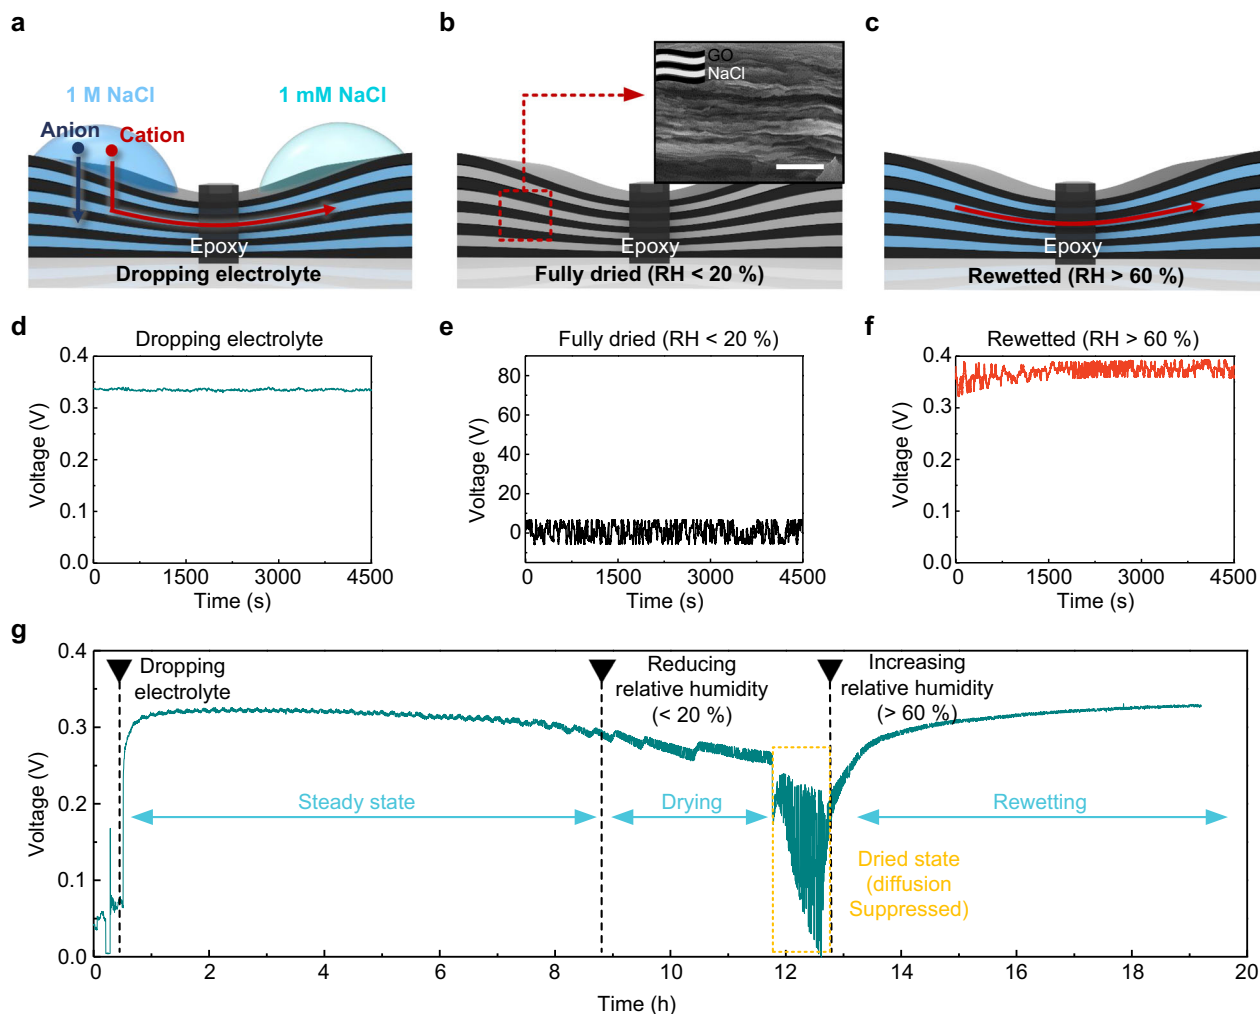 a
1 M NaCl
1 mM NaCl
Anion
Cation
Epoxy
Dropping electrolyte
b
GO
NaCl
Epoxy
Fully dried (RH < 20 %)
c
Epoxy
Rewetted (RH > 60 %)
d
Dropping electrolyte
0.4
0.3
0.2
0.1
0.0
Voltage (V)
0
1500
3000
4500
Time (s)
e
Fully dried (RH < 20 %)
80
60
40
20
0
Voltage (V)
0
1500
3000
4500
Time (s)
f
Rewetted (RH > 60 %)
0.4
0.3
0.2
0.1
0.0
Voltage (V)
0
1500
3000
4500
Time (s)
g
0.4
0.3
0.2
0.1
0.0
Voltage (V)
Dropping
electrolyte
Reducing
relative humidity
(< 20 %)
Increasing
relative humidity
(> 60 %)
Steady state
Drying
Rewetting
Dried state
(diffusion
Suppressed)
0
2
4
6
8
10
12
14
16
18
20
Time (h)